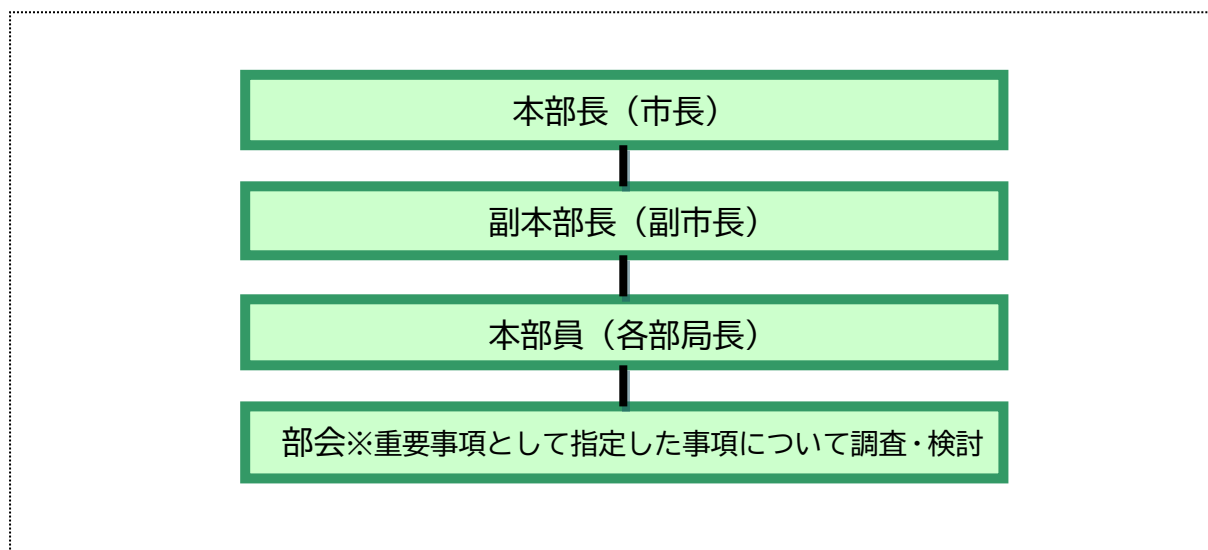 本部長（市長）
副本部長（副市長）
本部員（各部局長）
部会※重要事項として指定した事項について調査・検討